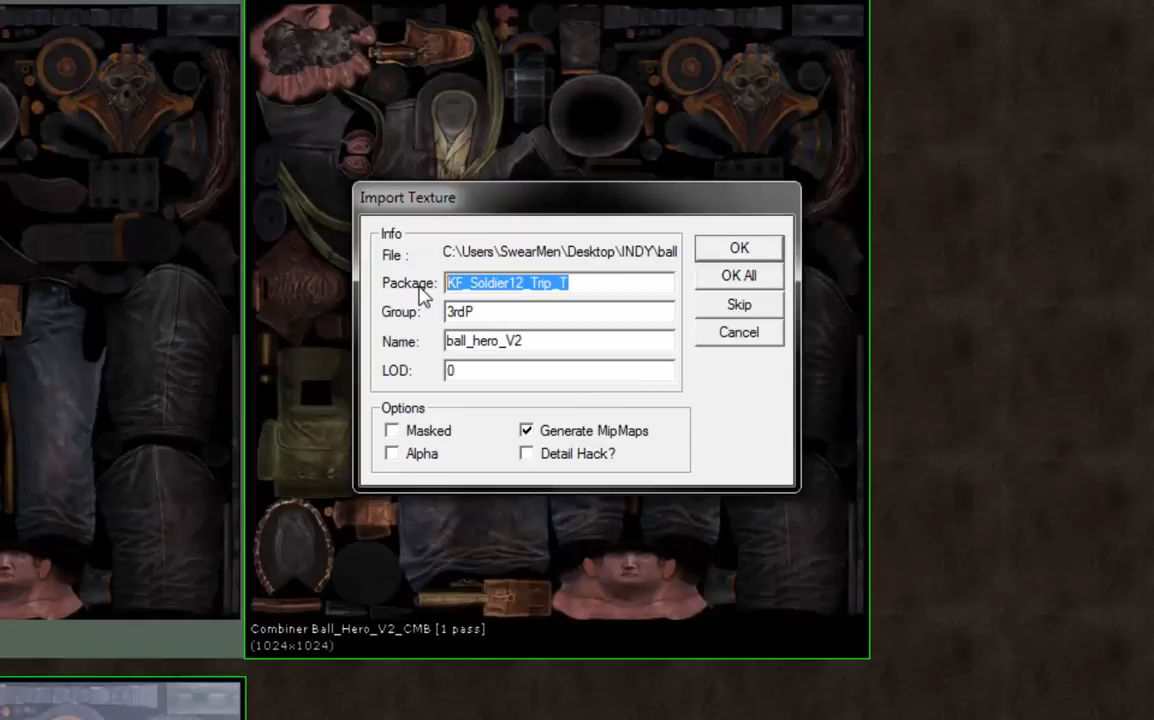 Import Texture
Info
File : C:\Users\SwearMen\Desktop\INDY\ball
Package: KF_Soldier12_Trip_T
Group: 3rdP
Name: ball_hero_V2
LOD: 0
OK
OK All
Skip
Cancel
Options
Masked
Generate MipMaps
Alpha
Detail Hack?
Combiner Ball_Hero_V2_CMB [1 pass]
(1024x1024)